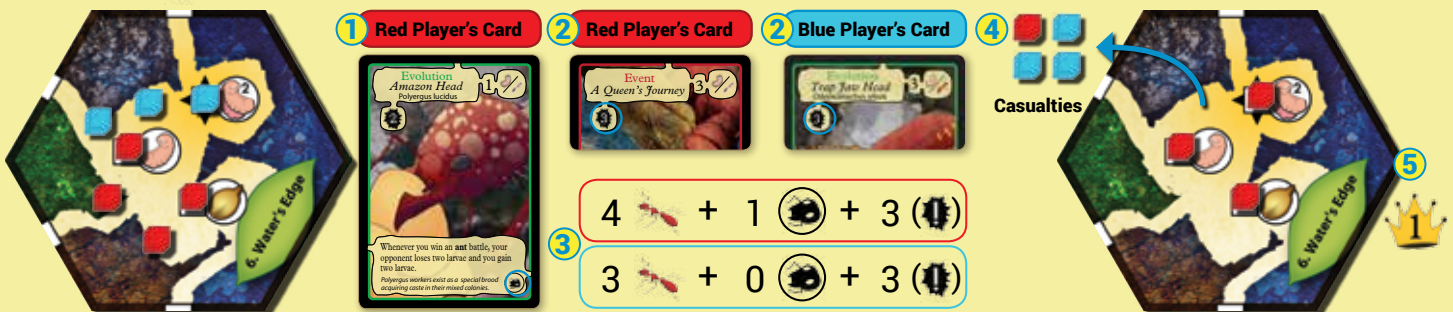 6. Water's Edge
2
1 Red Player's Card
Evolution
Amazon Head
Polyergus lucidus
1
2
Whenever you win an ant battle, your
opponent loses two larvae and you gain
two larvae.
Polyergus workers exist as a special brood
acquiring caste in their mixed colonies.
2 Red Player's Card
Event
A Queen's Journey
3
3
2 Blue Player's Card
Evolution
Trap Jaw Head
3
3
3
4 + 1 + 3 ( )
3 + 0 + 3 ( )
4
Casualties
2
6. Water's Edge
5
1